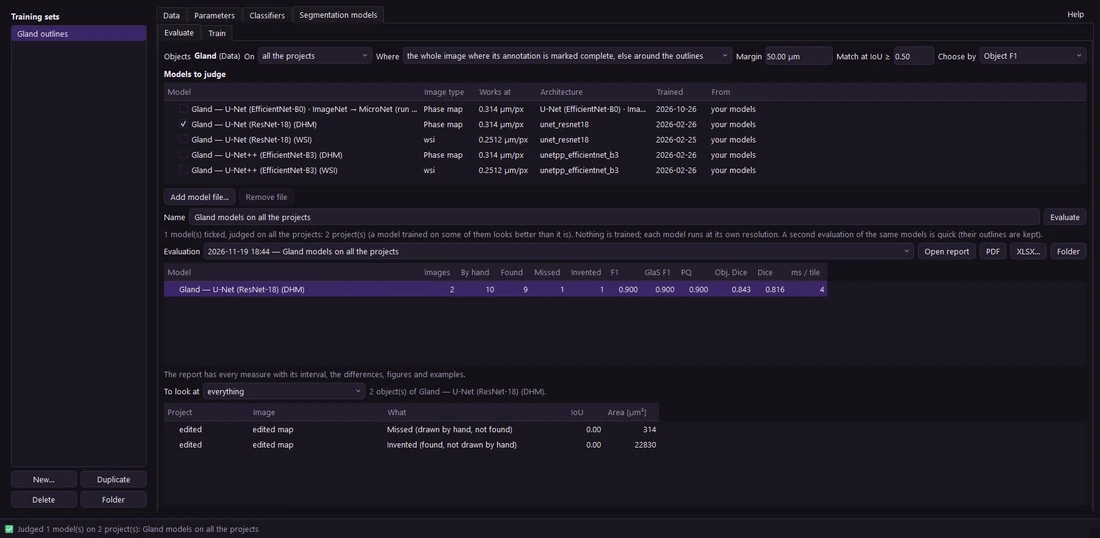 Training sets
Gland outlines
Data Parameters Classifiers Segmentation models Help
Evaluate Train
Objects Gland (Data) On all the projects Where the whole image where its annotation is marked complete, else around the outlines Margin 50.00 µm Match at IoU ≥ 0.50 Choose by Object F1
Models to judge
Model Image type Works at Architecture Trained From
Gland — U-Net (EfficientNet-B0) · ImageNet → MicroNet (run ... Phase map 0.314 µm/px U-Net (EfficientNet-B0) · Ima... 2026-10-26 your models
Gland — U-Net (ResNet-18) (DHM) Phase map 0.314 µm/px unet_resnet18 2026-02-26 your models
Gland — U-Net (ResNet-18) (WSI) wsi 0.2512 µm/px unet_resnet18 2026-02-25 your models
Gland — U-Net++ (EfficientNet-B3) (DHM) Phase map 0.314 µm/px unetpp_efficientnet_b3 2026-02-26 your models
Gland — U-Net++ (EfficientNet-B3) (WSI) wsi 0.2512 µm/px unetpp_efficientnet_b3 2026-02-26 your models
Add model file... Remove file
Name Gland models on all the projects Evaluate
1 model(s) ticked, judged on all the projects: 2 project(s) (a model trained on some of them looks better than it is). Nothing is trained; each model runs at its own resolution. A second evaluation of the same models is quick (their outlines are kept).
Evaluation 2026-11-19 18:44 — Gland models on all the projects Open report PDF XLSX... Folder
Model Images By hand Found Missed Invented F1 GlaS F1 PQ Obj. Dice Dice ms / tile
Gland — U-Net (ResNet-18) (DHM) 2 10 9 1 1 0.900 0.900 0.900 0.843 0.816 4
The report has every measure with its interval, the differences, figures and examples.
To look at everything 2 object(s) of Gland — U-Net (ResNet-18) (DHM).
Project Image What IoU Area [µm²]
edited edited map Missed (drawn by hand, not found) 0.00 314
edited edited map Invented (found, not drawn by hand) 0.00 22830
New... Duplicate
Delete Folder
Judged 1 model(s) on 2 project(s): Gland models on all the projects